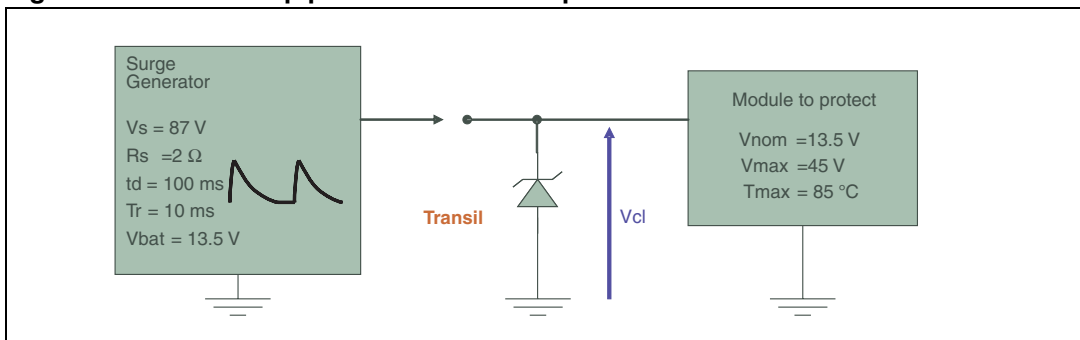 Surge
Generator
Vs = 87 V
Rs =2 Ω
td = 100 ms
Tr = 10 ms
Vbat = 13.5 V
Transil
Vcl
Module to protect
Vnom =13.5 V
Vmax =45 V
Tmax = 85 °C